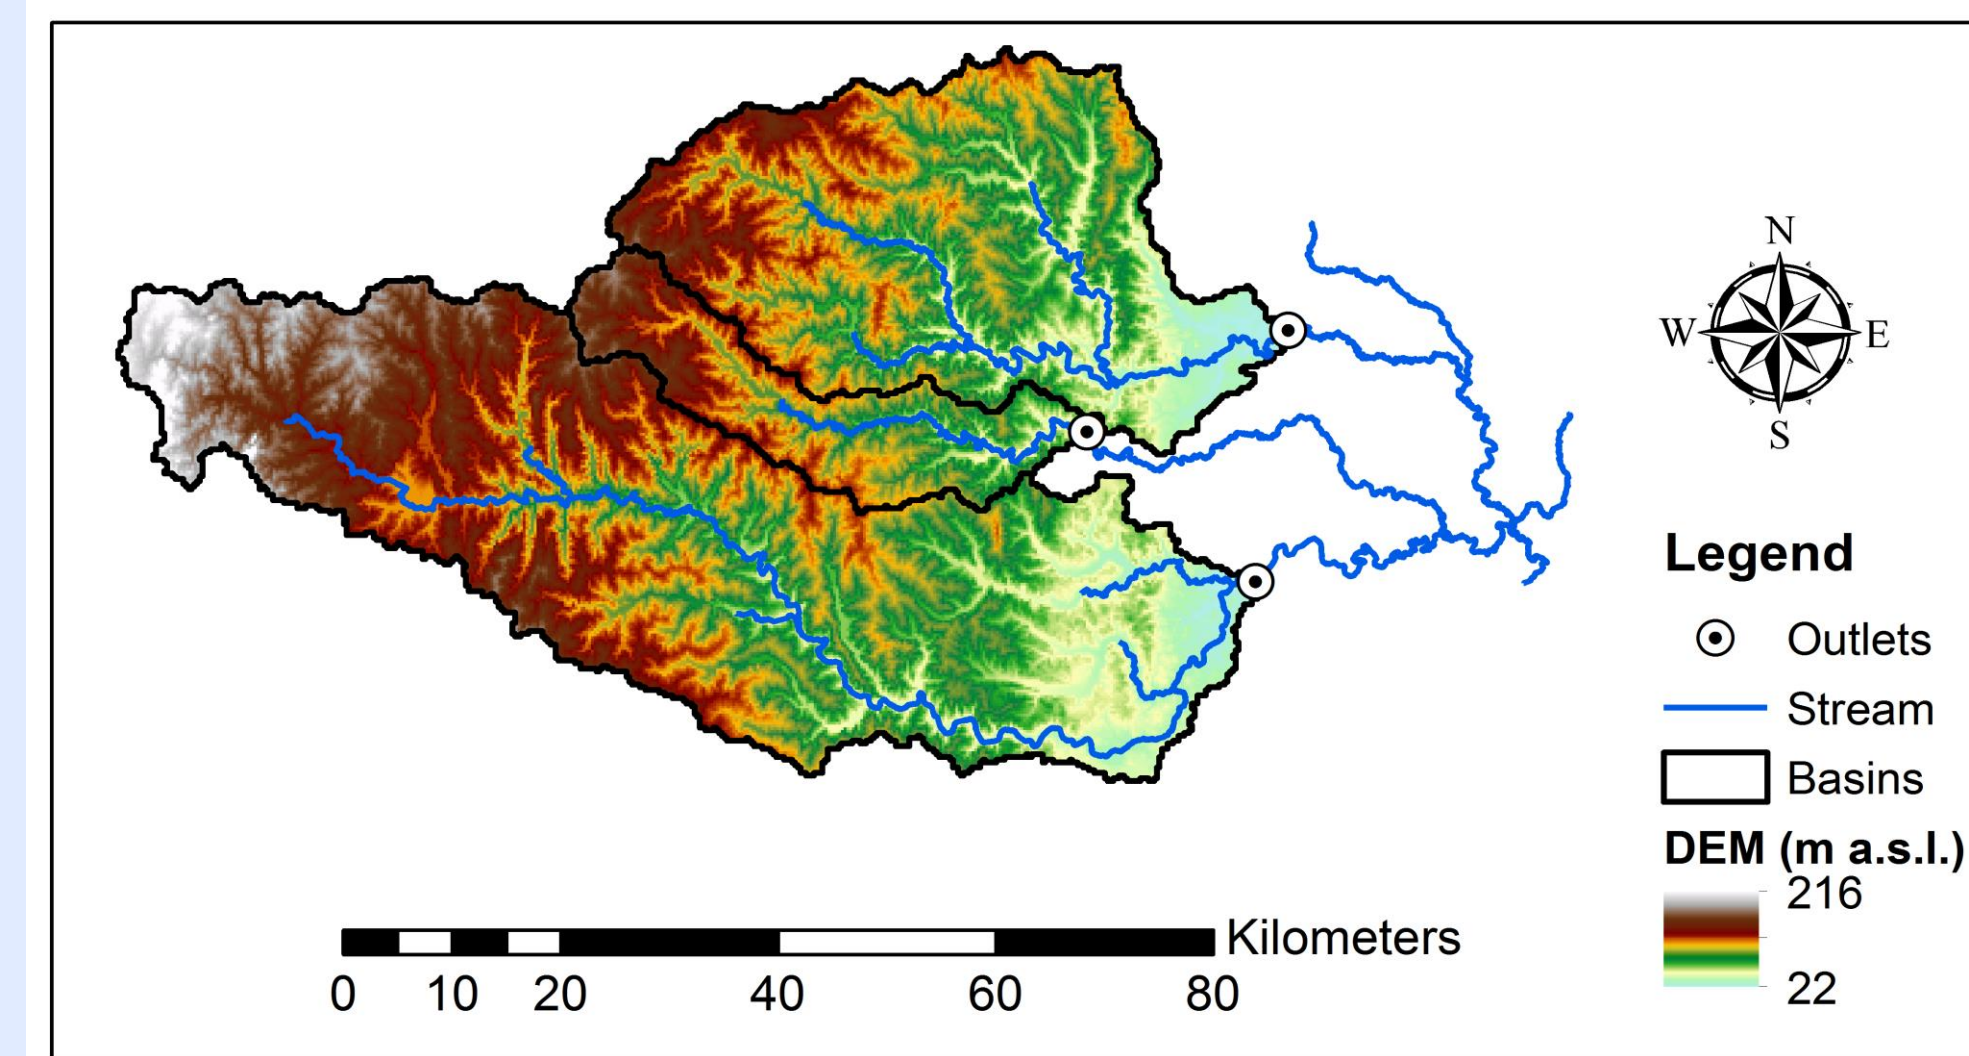 N
W E
S
Legend
Outlets
Stream
Basins
DEM (m a.s.l.)
216
22
Kilometers
0 10 20 40 60 80